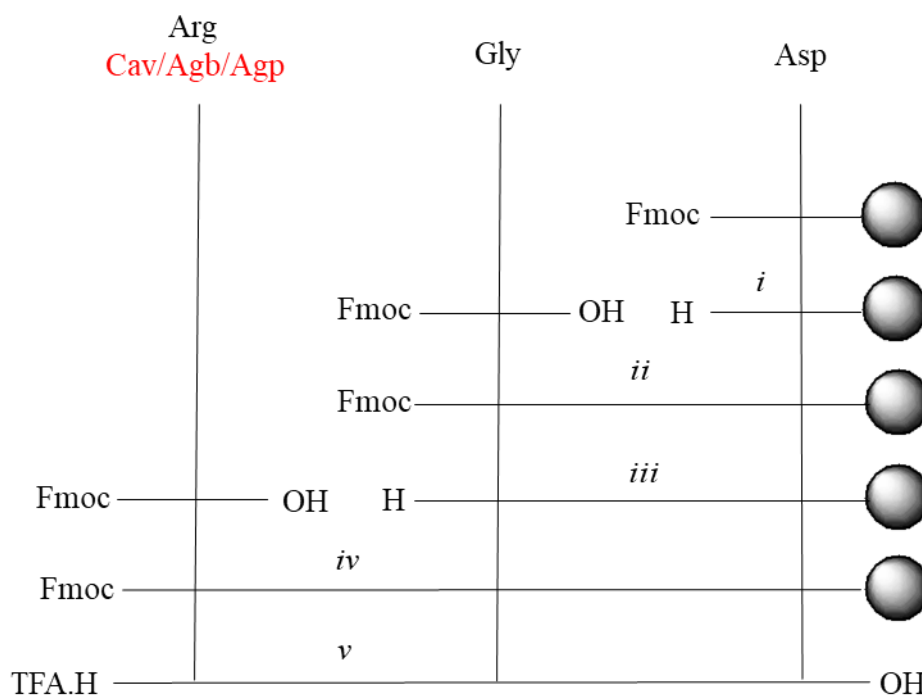 Arg
Cav/Agb/Agp
Gly
Asp
Fmoc
i
Fmoc OH H
ii
Fmoc
iii
Fmoc OH H
iv
Fmoc
v
TFA.H OH